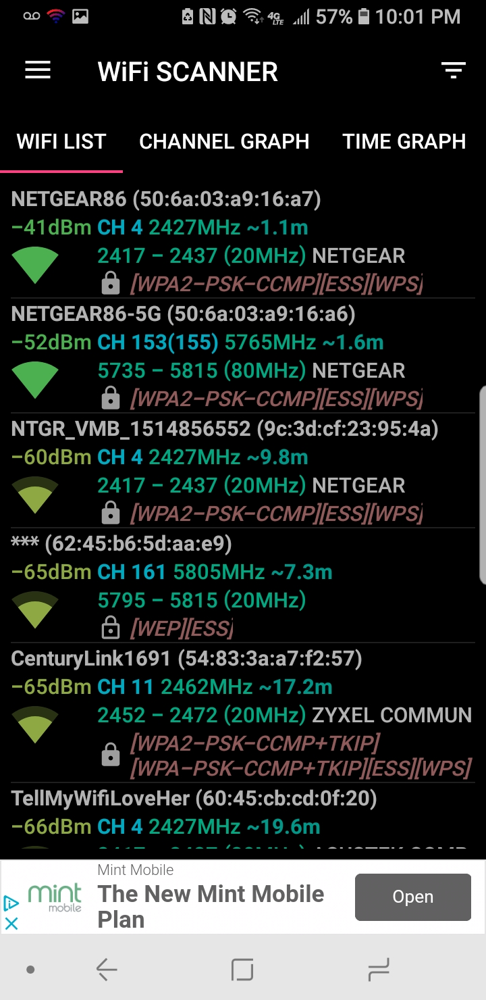 4G LTE 57% 10:01 PM
WiFi SCANNER
WIFI LIST CHANNEL GRAPH TIME GRAPH
NETGEAR86 (50:6a:03:a9:16:a7)
−41dBm CH 4 2427MHz ~1.1m
2417 − 2437 (20MHz) NETGEAR
[WPA2−PSK−CCMP][ESS][WPS]
NETGEAR86-5G (50:6a:03:a9:16:a6)
−52dBm CH 153(155) 5765MHz ~1.6m
5735 − 5815 (80MHz) NETGEAR
[WPA2−PSK−CCMP][ESS][WPS]
NTGR_VMB_1514856552 (9c:3d:cf:23:95:4a)
−60dBm CH 4 2427MHz ~9.8m
2417 − 2437 (20MHz) NETGEAR
[WPA2−PSK−CCMP][ESS][WPS]
*** (62:45:b6:5d:aa:e9)
−65dBm CH 161 5805MHz ~7.3m
5795 − 5815 (20MHz)
[WEP][ESS]
CenturyLink1691 (54:83:3a:a7:f2:57)
−65dBm CH 11 2462MHz ~17.2m
2452 − 2472 (20MHz) ZYXEL COMMUN
[WPA2−PSK−CCMP+TKIP]
[WPA−PSK−CCMP+TKIP][ESS][WPS]
TellMyWifiLoveHer (60:45:cb:cd:0f:20)
−66dBm CH 4 2427MHz ~19.6m
Mint Mobile
mint mobile
The New Mint Mobile
Plan
Open